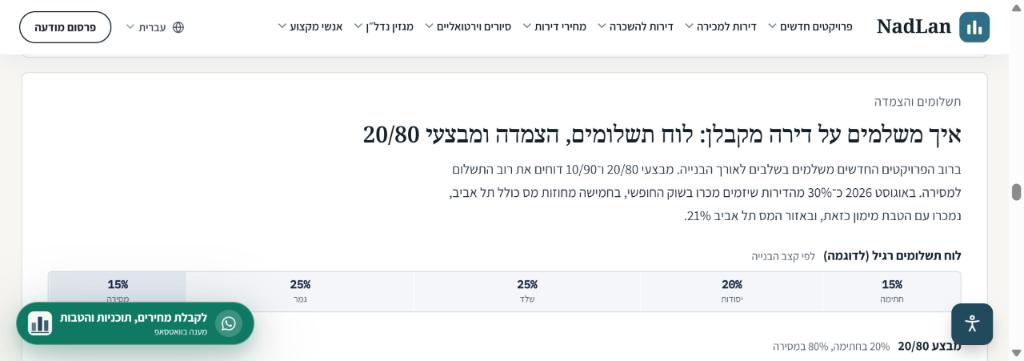 NadLan
פרויקטים חדשים
דירות למכירה
דירות להשכרה
מחירי דירות
סיורים וירטואליים
מגזין נדל״ן
אנשי מקצוע
עברית
פרסום מודעה
תשלומים והצמדה
איך משלמים על דירה מקבלן: לוח תשלומים, הצמדה ומבצעי 20/80
ברוב הפרויקטים החדשים משלמים בשלבים לאורך הבנייה. מבצעי 20/80 ו־10/90 דוחים את רוב התשלום
למסירה. באוגוסט 2026 כ־30% מהדירות שיזמים מכרו בשוק החופשי, בחמישה מחוזות מס כולל תל אביב,
נמכרו עם הטבת מימון כזאת, ובאזור המס תל אביב 21%.
לוח תשלומים רגיל (לדוגמה) לפי קצב הבנייה
15% 20% 25% 25% 15%
חתימה יסודות שלד גמר מסירה
לקבלת מחירים, תוכניות והטבות
מענה בוואטסאפ
מבצע 20/80 20% בחתימה, 80% במסירה